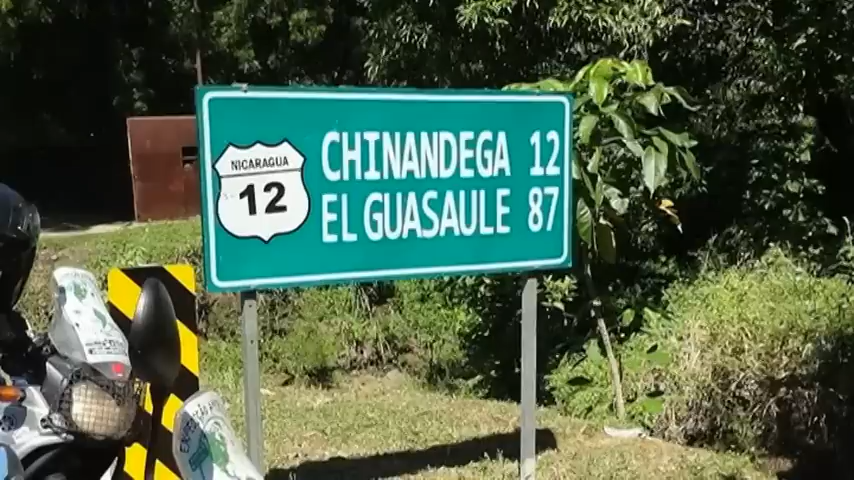 NICARAGUA
12
CHINANDEGA 12
EL GUASAULE 87